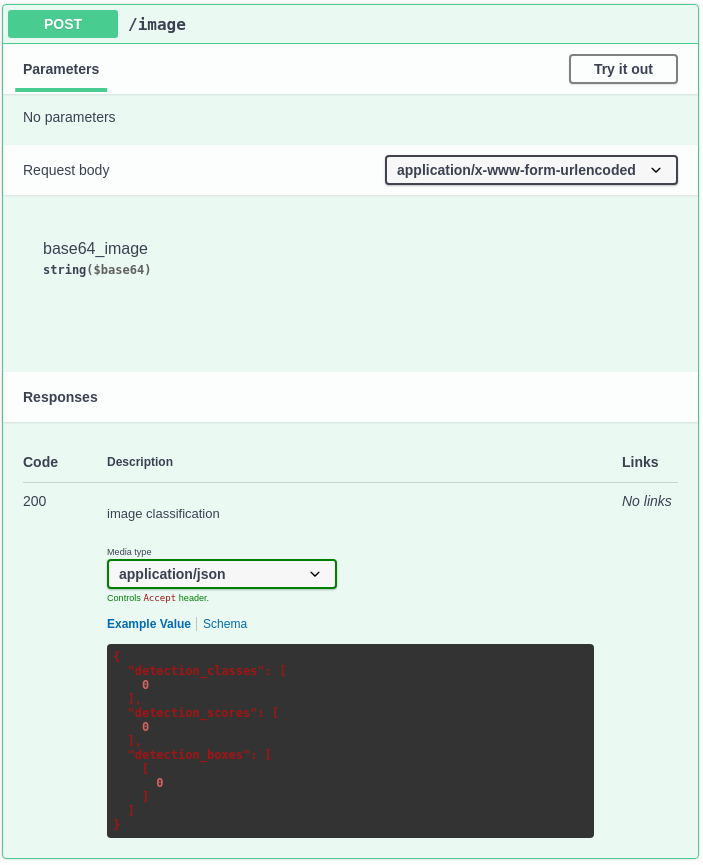 POST /image
Parameters Try it out
No parameters
Request body application/x-www-form-urlencoded
base64_image
string($base64)
Responses
Code Description Links
200 No links
image classification
Media type
application/json
Controls Accept header.
Example Value Schema
{
"detection_classes": [
0
],
"detection_scores": [
0
],
"detection_boxes": [
[
0
]
]
}